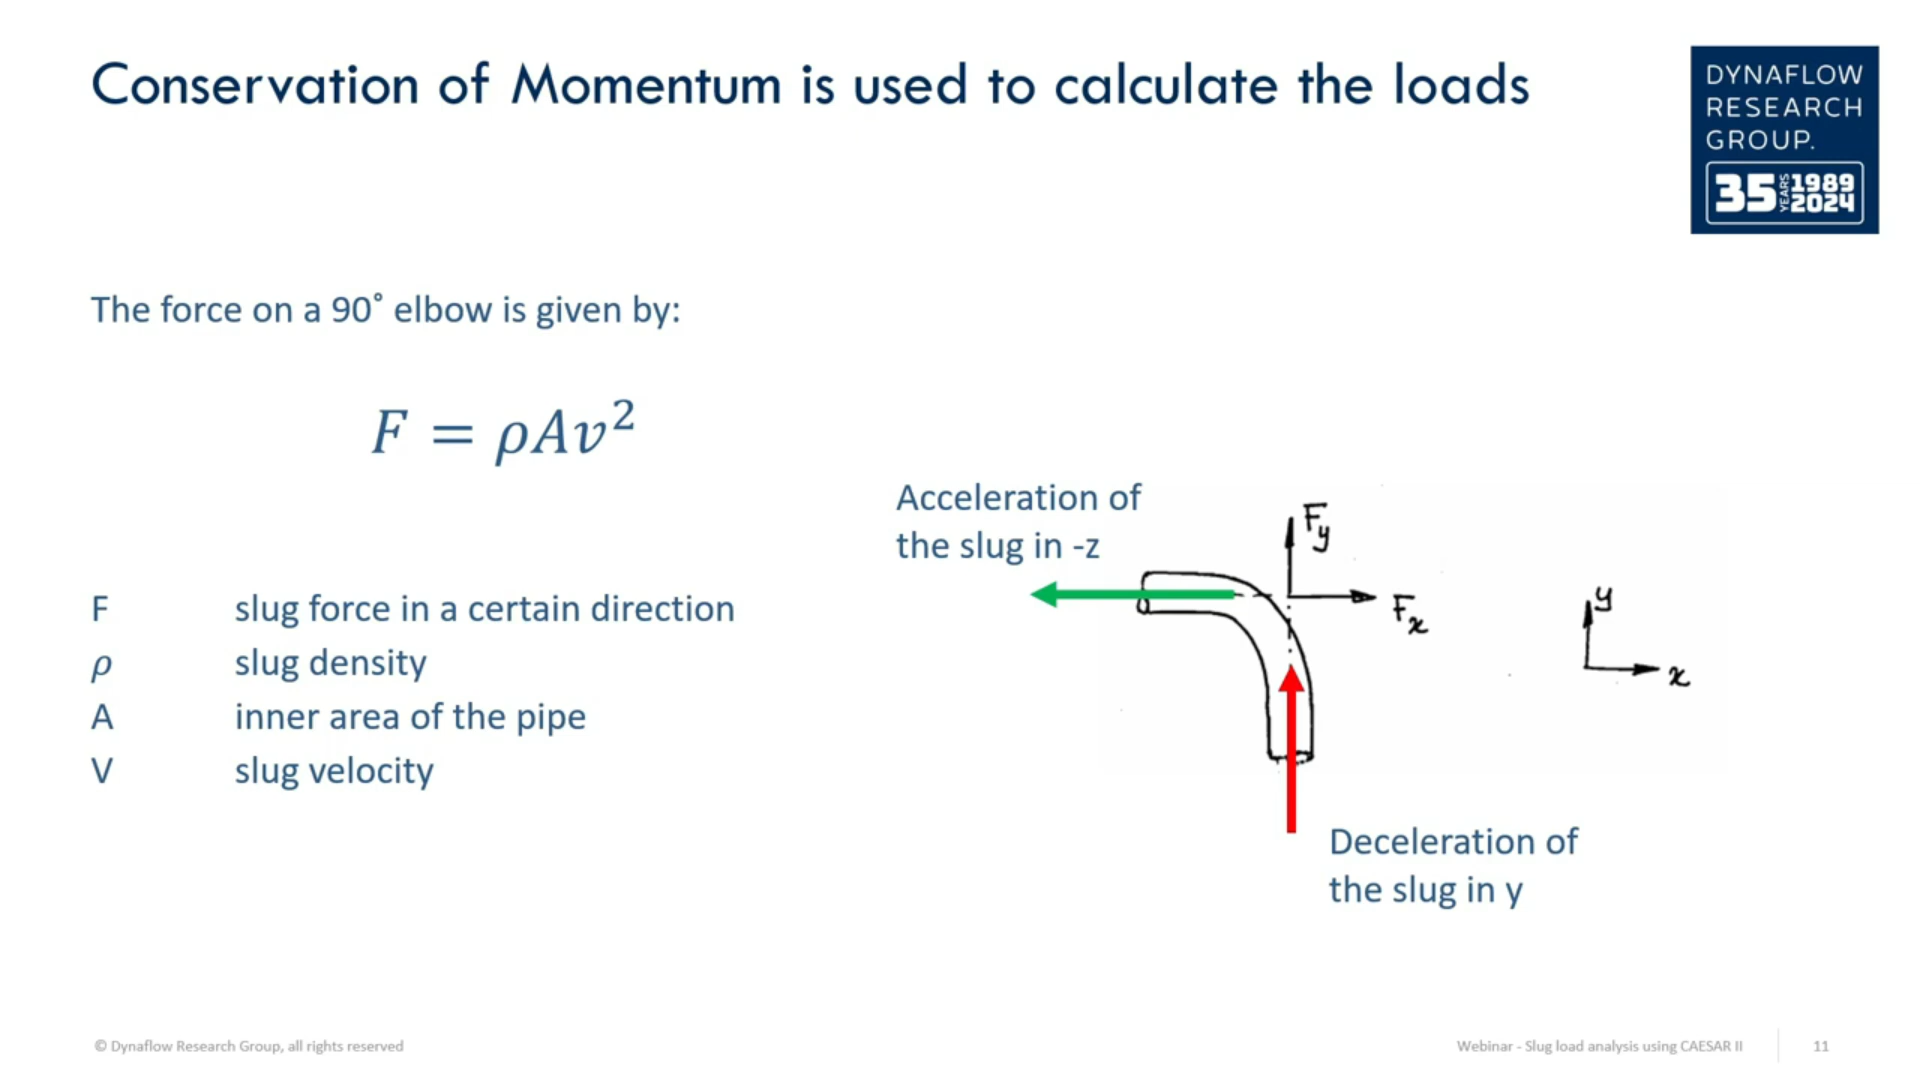 Conservation of Momentum is used to calculate the loads
DYNAFLOW
RESEARCH
GROUP.
35 YEARS 1989 2024
The force on a 90° elbow is given by:
F = ρAv²
F slug force in a certain direction
ρ slug density
A inner area of the pipe
V slug velocity
Acceleration of
the slug in -z
Fy
Fx
y
x
Deceleration of
the slug in y
© Dynaflow Research Group, all rights reserved
Webinar - Slug load analysis using CAESAR II
11